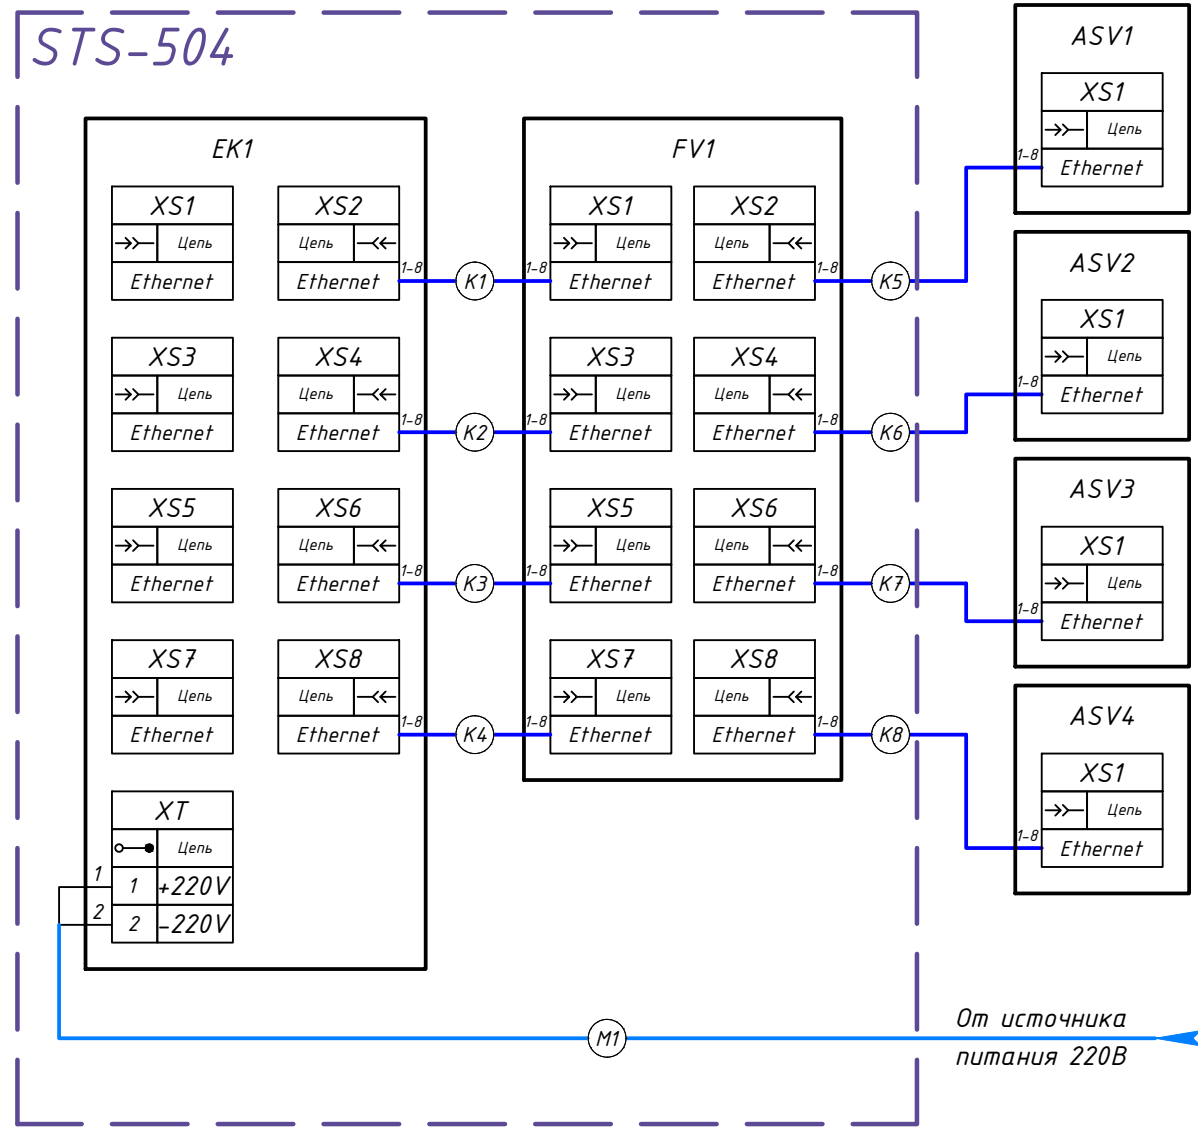 STS-504
EK1
XS1
Цепь
Ethernet
XS2
Цепь
Ethernet
1-8
XS3
Цепь
Ethernet
XS4
Цепь
Ethernet
1-8
XS5
Цепь
Ethernet
XS6
Цепь
Ethernet
1-8
XS7
Цепь
Ethernet
XS8
Цепь
Ethernet
1-8
XT
Цепь
1
1
+220V
2
2
-220V
K1
K2
K3
K4
FV1
1-8
XS1
Цепь
Ethernet
XS2
Цепь
Ethernet
1-8
1-8
XS3
Цепь
Ethernet
XS4
Цепь
Ethernet
1-8
1-8
XS5
Цепь
Ethernet
XS6
Цепь
Ethernet
1-8
1-8
XS7
Цепь
Ethernet
XS8
Цепь
Ethernet
1-8
K5
K6
K7
K8
ASV1
XS1
Цепь
1-8
Ethernet
ASV2
XS1
Цепь
1-8
Ethernet
ASV3
XS1
Цепь
1-8
Ethernet
ASV4
XS1
Цепь
1-8
Ethernet
M1
От источника
питания 220В